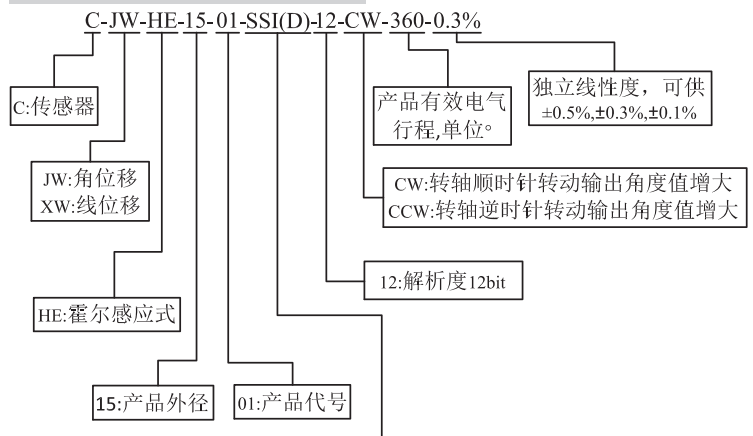 C-JW-HE-15-01-SSI(D)-12-CW-360-0.3%
C:传感器
产品有效电气
行程,单位°
独立线性度，可供
±0.5%,±0.3%,±0.1%
JW:角位移
XW:线位移
CW:转轴顺时针转动输出角度值增大
CCW:转轴逆时针转动输出角度值增大
12:解析度12bit
HE:霍尔感应式
15:产品外径
01:产品代号